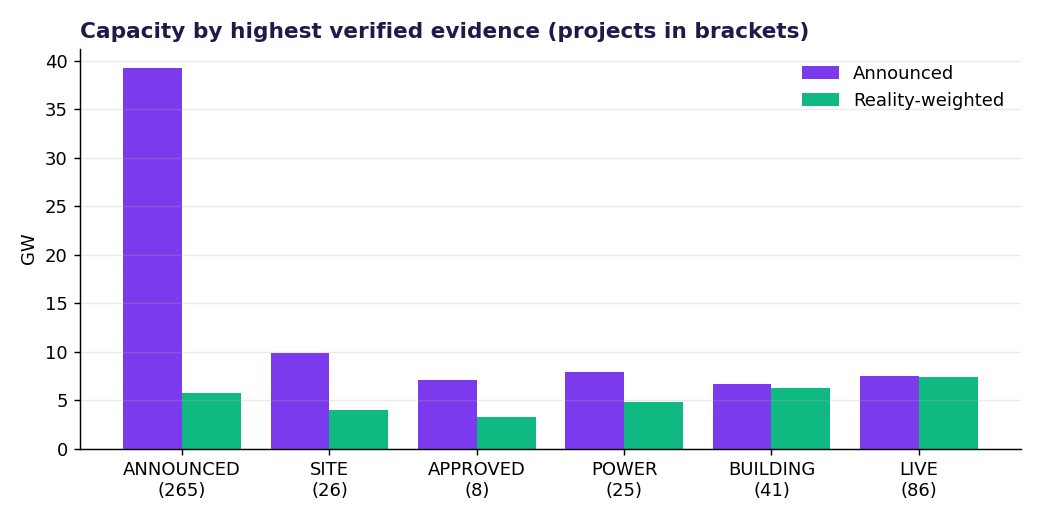 Capacity by highest verified evidence (projects in brackets)
Announced
Reality-weighted
40
35
30
25
20
15
10
5
0
GW
ANNOUNCED
(265)
SITE
(26)
APPROVED
(8)
POWER
(25)
BUILDING
(41)
LIVE
(86)